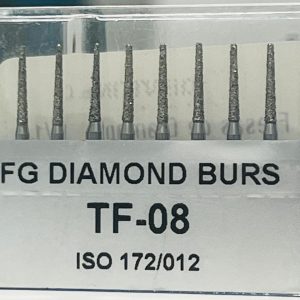 FG DIAMOND BURS
TF-08
ISO 172/012